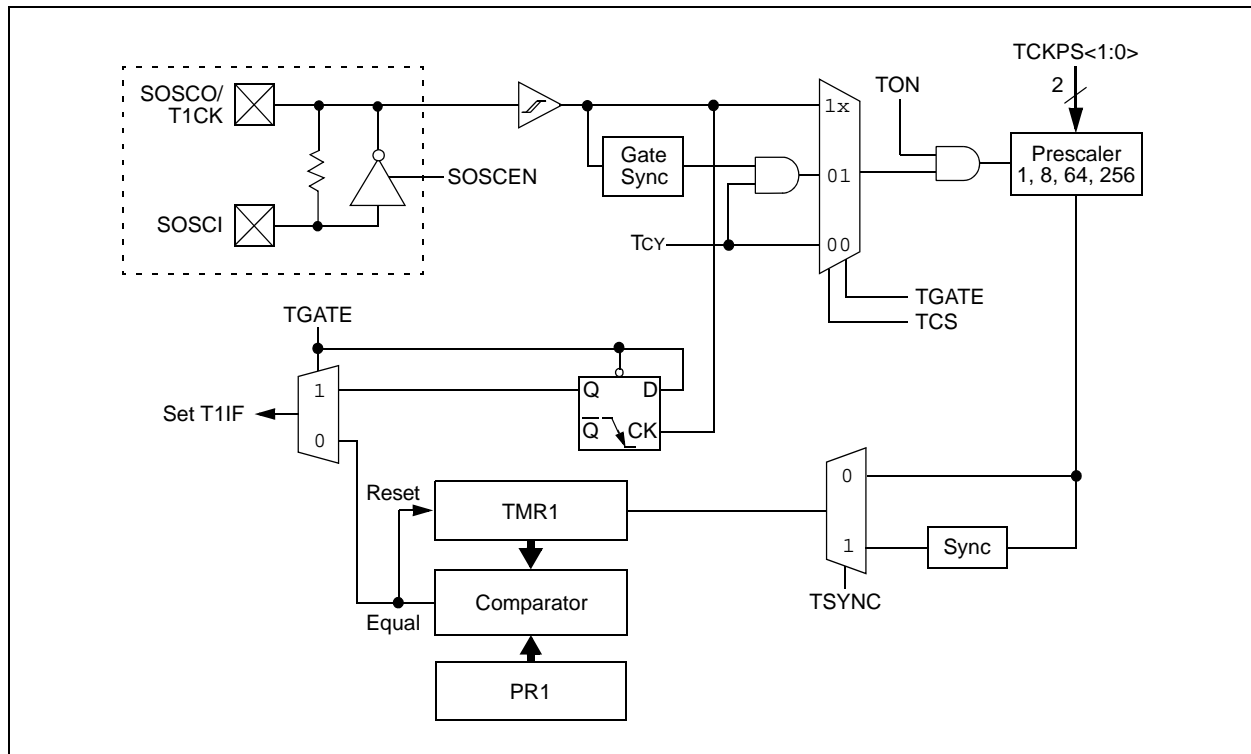 TCKPS<1:0>
SOSCO/
T1CK
TON
2
1x
Prescaler
1, 8, 64, 256
Gate
Sync
SOSCEN
01
SOSCI
TCY
00
TGATE
TCS
TGATE
1
Q
D
Set T1IF
Q
CK
0
Reset
TMR1
0
1
Sync
Comparator
TSYNC
Equal
PR1